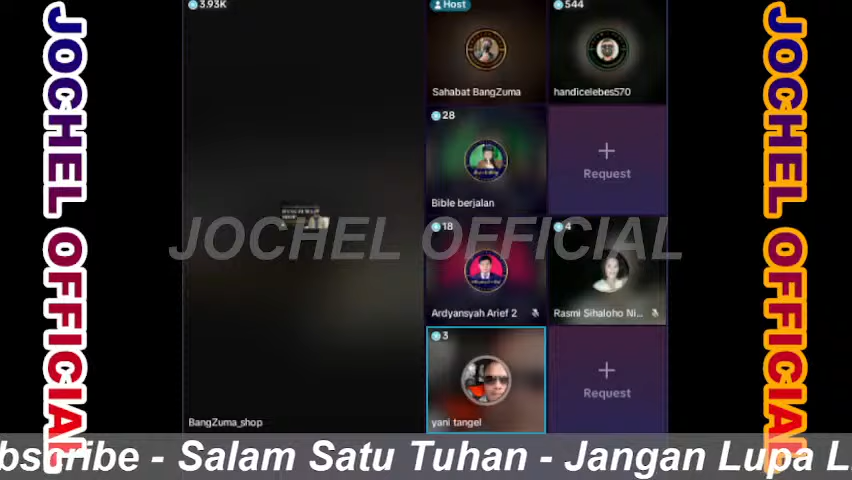 JOCHEL OFFICIAL
3.93K
Host
544
Sahabat BangZuma
handicelebes570
28
Request
Bible berjalan
JOCHEL OFFICIAL
18
4
Ardyansyah Arief 2
Rasmi Sihaloho Ni...
3
Request
BangZuma_shop
yani tangel
JOCHEL OFFICIAL
bscribe - Salam Satu Tuhan - Jangan Lupa L